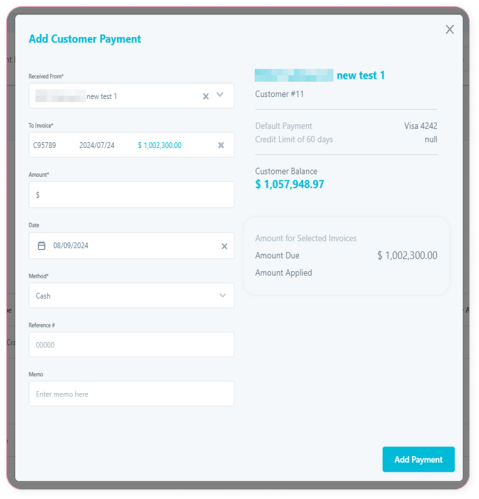 Add Customer Payment
Received From*
new test 1
To Invoice*
C95789 2024/07/24 $ 1,002,300.00
Amount*
$
Date
08/09/2024
Method*
Cash
Reference #
00000
Memo
Enter memo here
new test 1
Customer #11
Default Payment Visa 4242
Credit Limit of 60 days null
Customer Balance
$ 1,057,948.97
Amount for Selected Invoices
Amount Due $ 1,002,300.00
Amount Applied
Add Payment